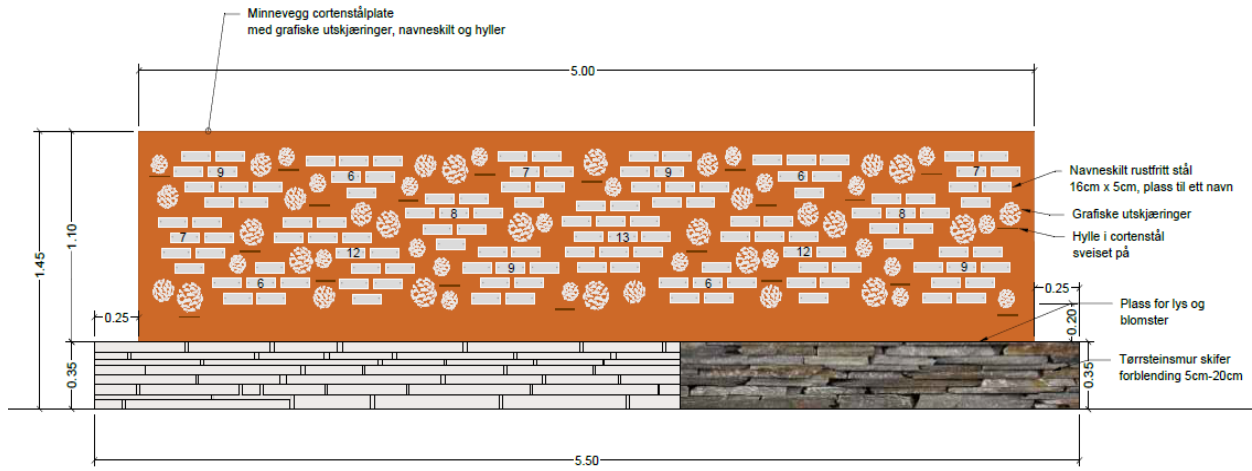 Minnevegg cortenstålplate
med grafiske utskjæringer, navneskilt og hyller
5.00
9
6
7
9
6
7
Navneskilt rustfritt stål
16cm x 5cm, plass til ett navn
8
8
Grafiske utskjæringer
7
13
Hylle i cortenstål
sveiset på
12
12
9
9
6
6
1.10
1.45
0.25
0.25
0.20
Plass for lys og
blomster
0.35
0.35
Tørrsteinsmur skifer
forblending 5cm-20cm
5.50